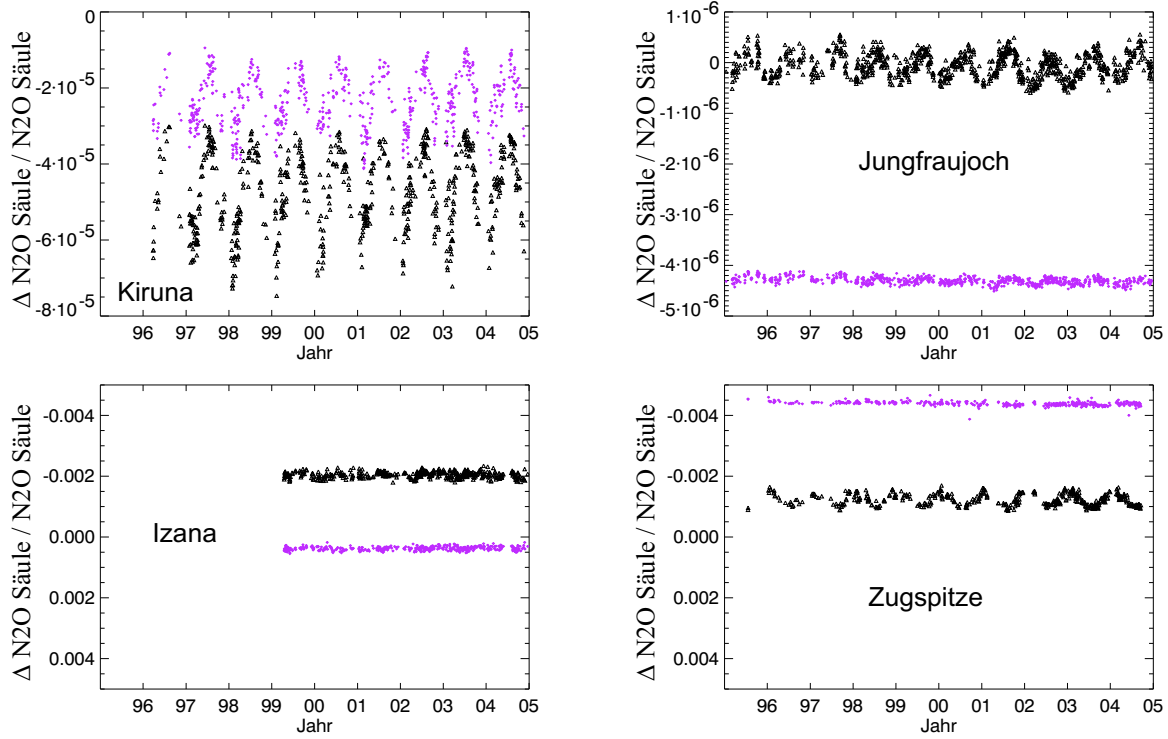 Δ N2O Säule / N2O Säule
0
-2·10⁻⁵
-4·10⁻⁵
-6·10⁻⁵
-8·10⁻⁵
Kiruna
96 97 98 99 00 01 02 03 04 05
Jahr
Δ N2O Säule / N2O Säule
1·10⁻⁶
0
-1·10⁻⁶
-2·10⁻⁶
-3·10⁻⁶
-4·10⁻⁶
-5·10⁻⁶
Jungfraujoch
96 97 98 99 00 01 02 03 04 05
Jahr
Δ N2O Säule / N2O Säule
-0.004
-0.002
0.000
0.002
0.004
Izana
96 97 98 99 00 01 02 03 04 05
Jahr
Δ N2O Säule / N2O Säule
-0.004
-0.002
0.000
0.002
0.004
Zugspitze
96 97 98 99 00 01 02 03 04 05
Jahr